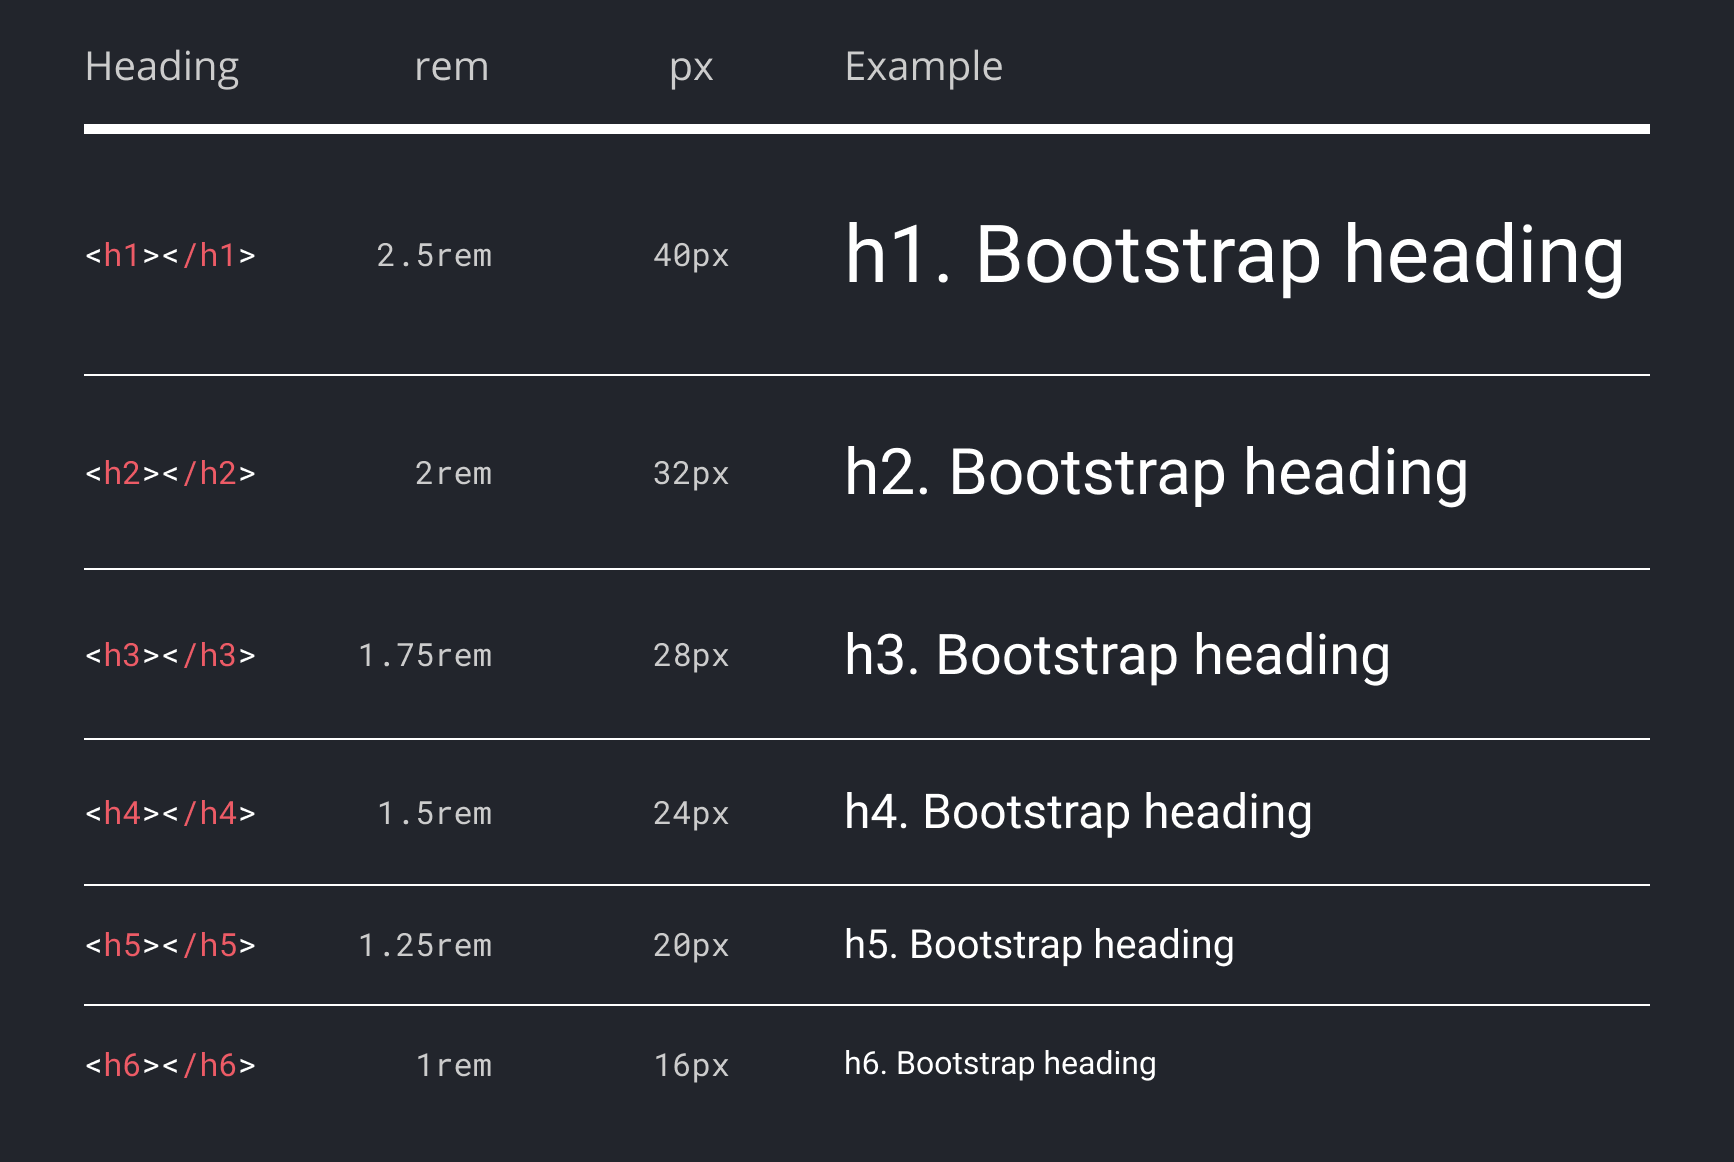 Heading rem px Example
<h1></h1> 2.5rem 40px h1. Bootstrap heading
<h2></h2> 2rem 32px h2. Bootstrap heading
<h3></h3> 1.75rem 28px h3. Bootstrap heading
<h4></h4> 1.5rem 24px h4. Bootstrap heading
<h5></h5> 1.25rem 20px h5. Bootstrap heading
<h6></h6> 1rem 16px h6. Bootstrap heading